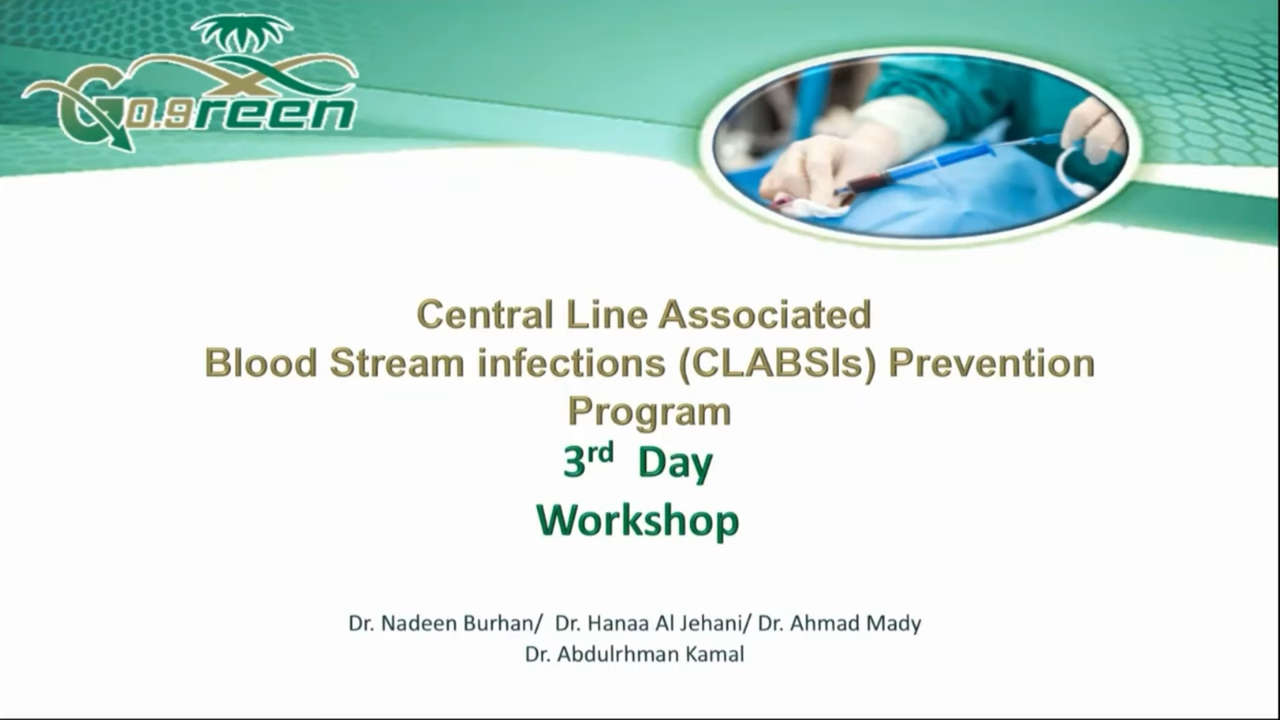 Go.green
Central Line Associated
Blood Stream infections (CLABSIs) Prevention
Program
3rd Day
Workshop
Dr. Nadeen Burhan/ Dr. Hanaa Al Jehani/ Dr. Ahmad Mady
Dr. Abdulrhman Kamal